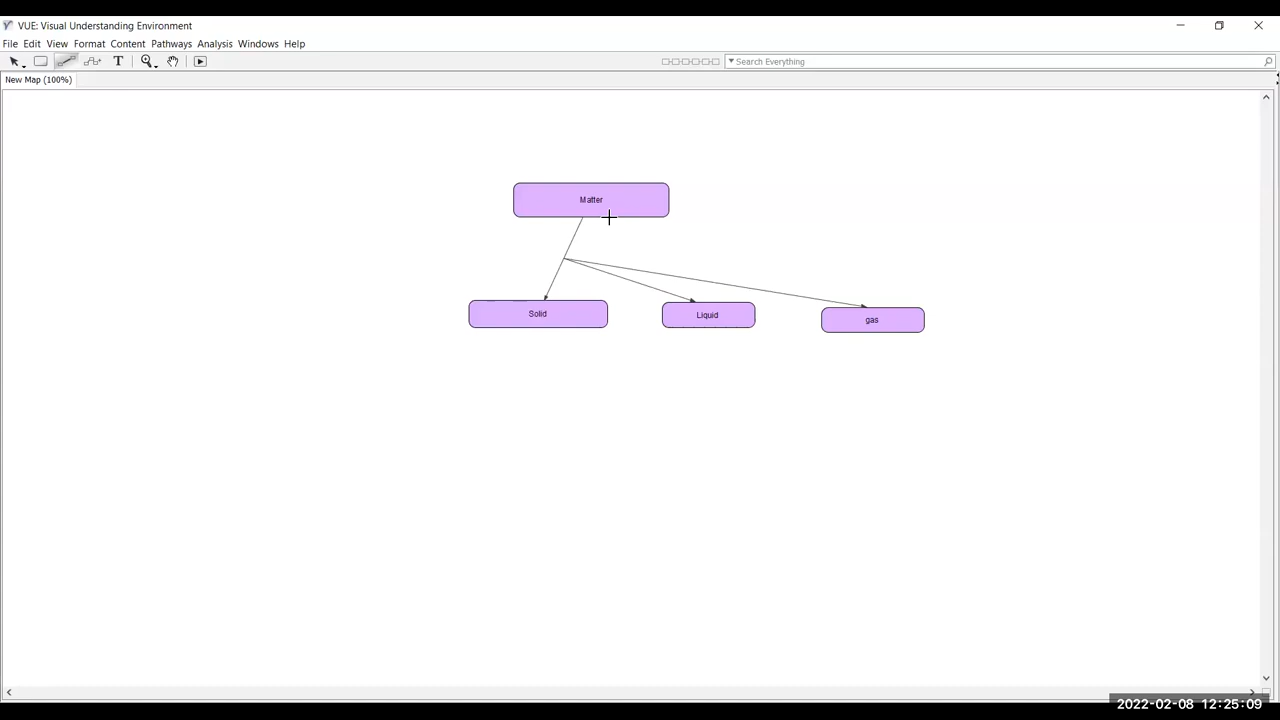 VUE: Visual Understanding Environment
File Edit View Format Content Pathways Analysis Windows Help
T Search Everything
New Map (100%)
Matter
Solid Liquid gas
2022-02-08 12:25:09